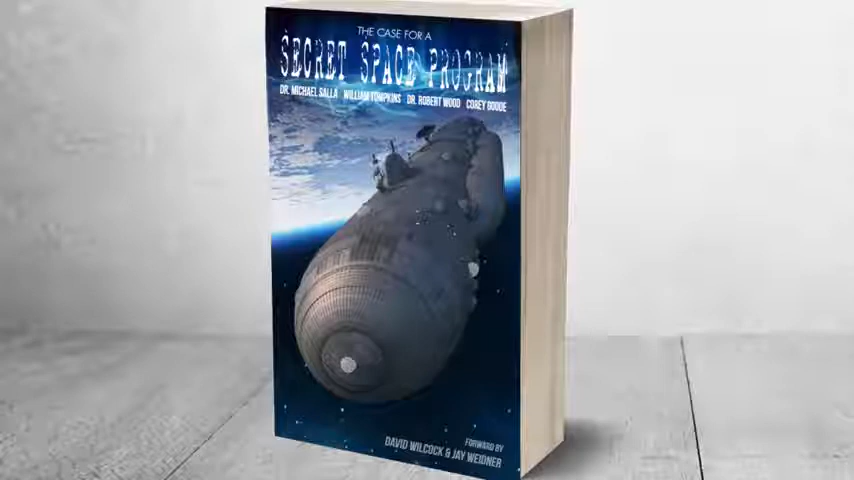 THE CASE FOR A
SECRET SPACE PROGRAM
DR. MICHAEL SALLA WILLIAM TOMPKINS DR. ROBERT WOOD COREY GOODE
FORWARD BY
DAVID WILCOCK & JAY WEIDNER